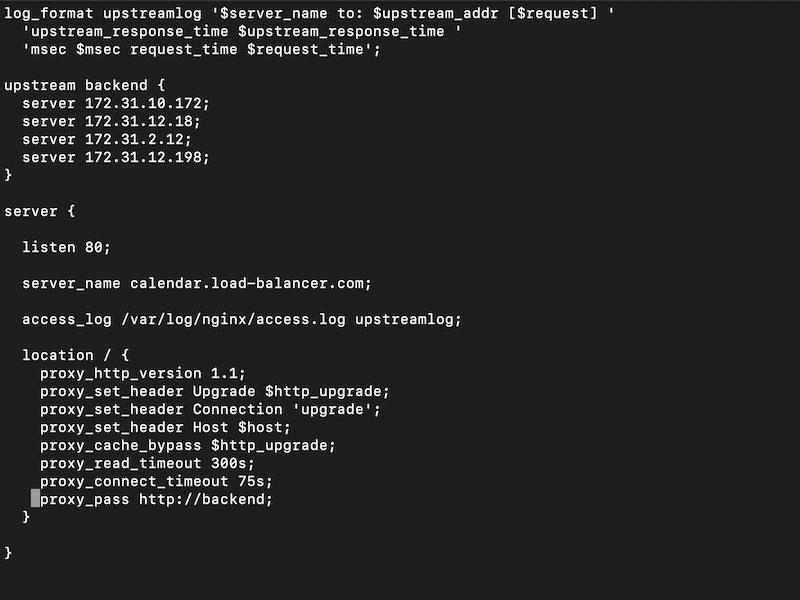 log_format upstreamlog '$server_name to: $upstream_addr [$request] '
  'upstream_response_time $upstream_response_time '
  'msec $msec request_time $request_time';

upstream backend {
  server 172.31.10.172;
  server 172.31.12.18;
  server 172.31.2.12;
  server 172.31.12.198;
}

server {

  listen 80;

  server_name calendar.load-balancer.com;

  access_log /var/log/nginx/access.log upstreamlog;

  location / {
    proxy_http_version 1.1;
    proxy_set_header Upgrade $http_upgrade;
    proxy_set_header Connection 'upgrade';
    proxy_set_header Host $host;
    proxy_cache_bypass $http_upgrade;
    proxy_read_timeout 300s;
    proxy_connect_timeout 75s;
    proxy_pass http://backend;
  }

}